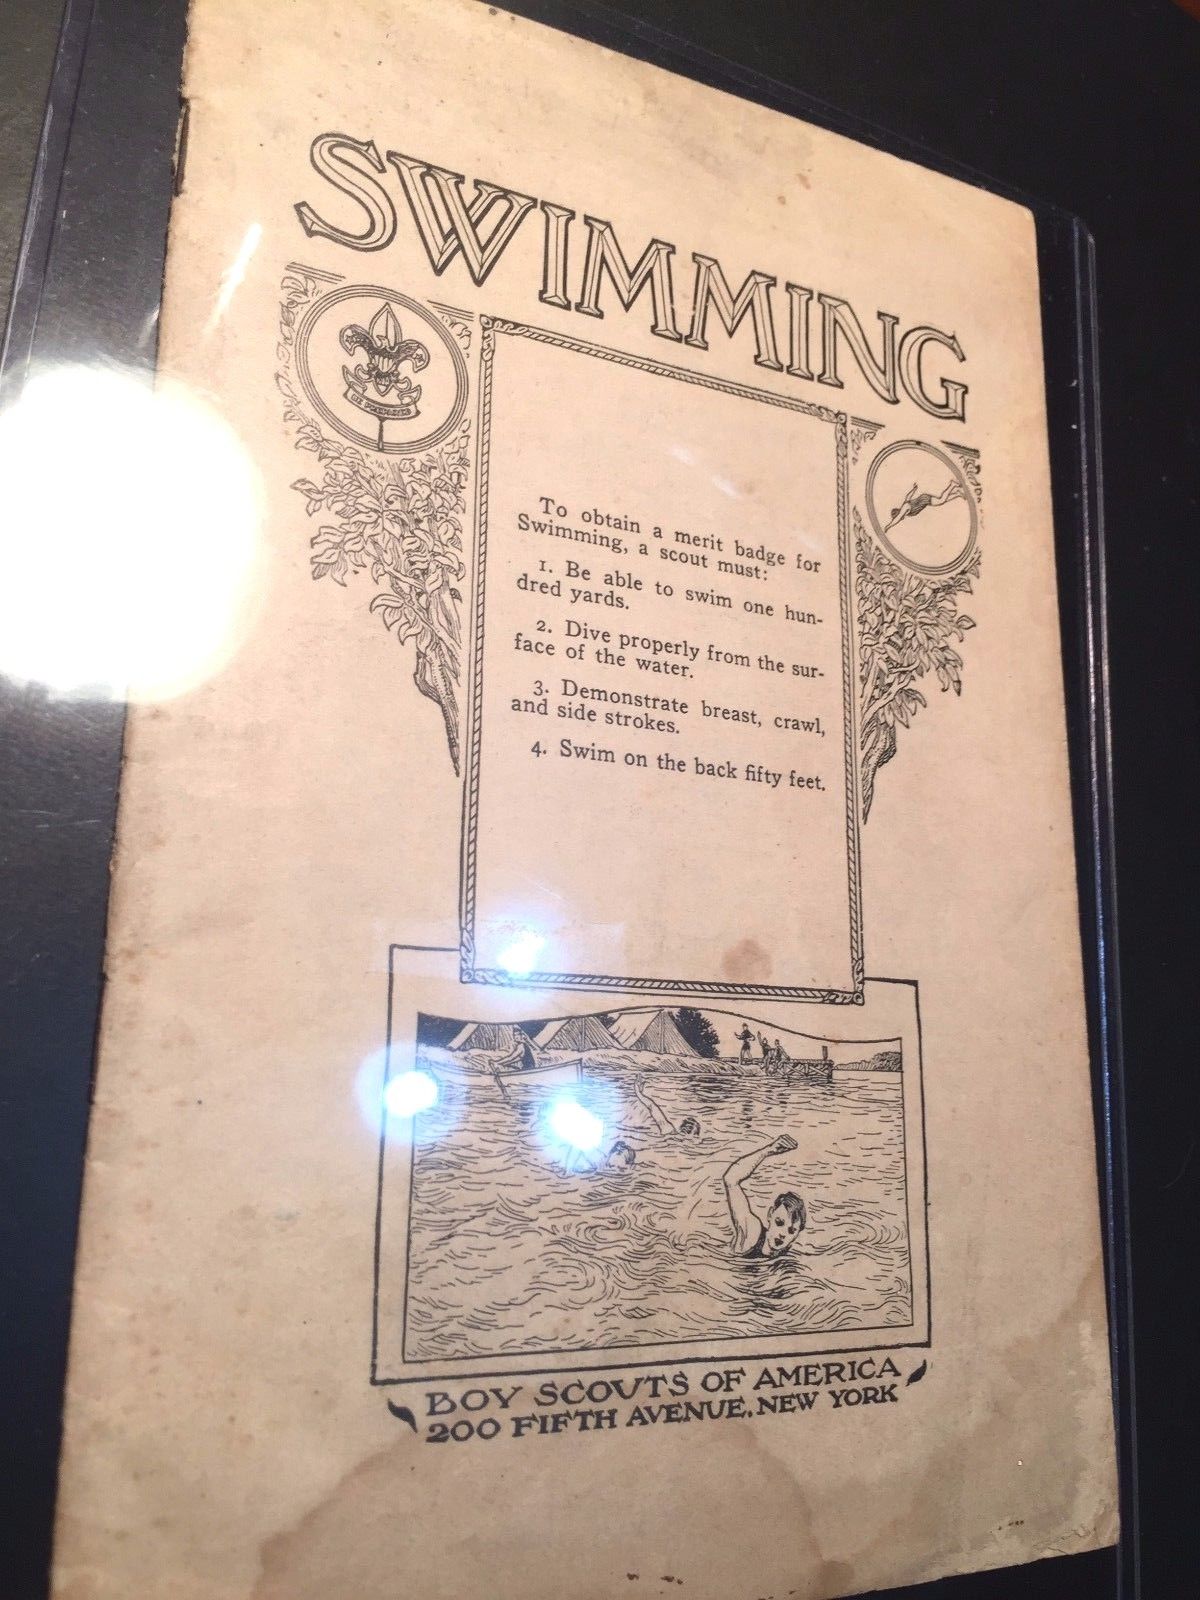 SWIMMING
BE PREPARED
To obtain a merit badge for
Swimming, a scout must:
1. Be able to swim one hun-
dred yards.
2. Dive properly from the sur-
face of the water.
3. Demonstrate breast, crawl,
and side strokes.
4. Swim on the back fifty feet.
BOY SCOUTS OF AMERICA
200 FIFTH AVENUE, NEW YORK